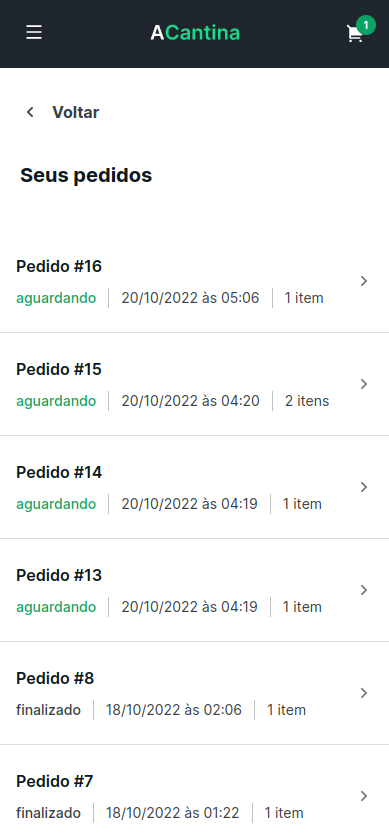 ACantina
1
Voltar
Seus pedidos
Pedido #16
aguardando 20/10/2022 às 05:06 1 item
Pedido #15
aguardando 20/10/2022 às 04:20 2 itens
Pedido #14
aguardando 20/10/2022 às 04:19 1 item
Pedido #13
aguardando 20/10/2022 às 04:19 1 item
Pedido #8
finalizado 18/10/2022 às 02:06 1 item
Pedido #7
finalizado 18/10/2022 às 01:22 1 item